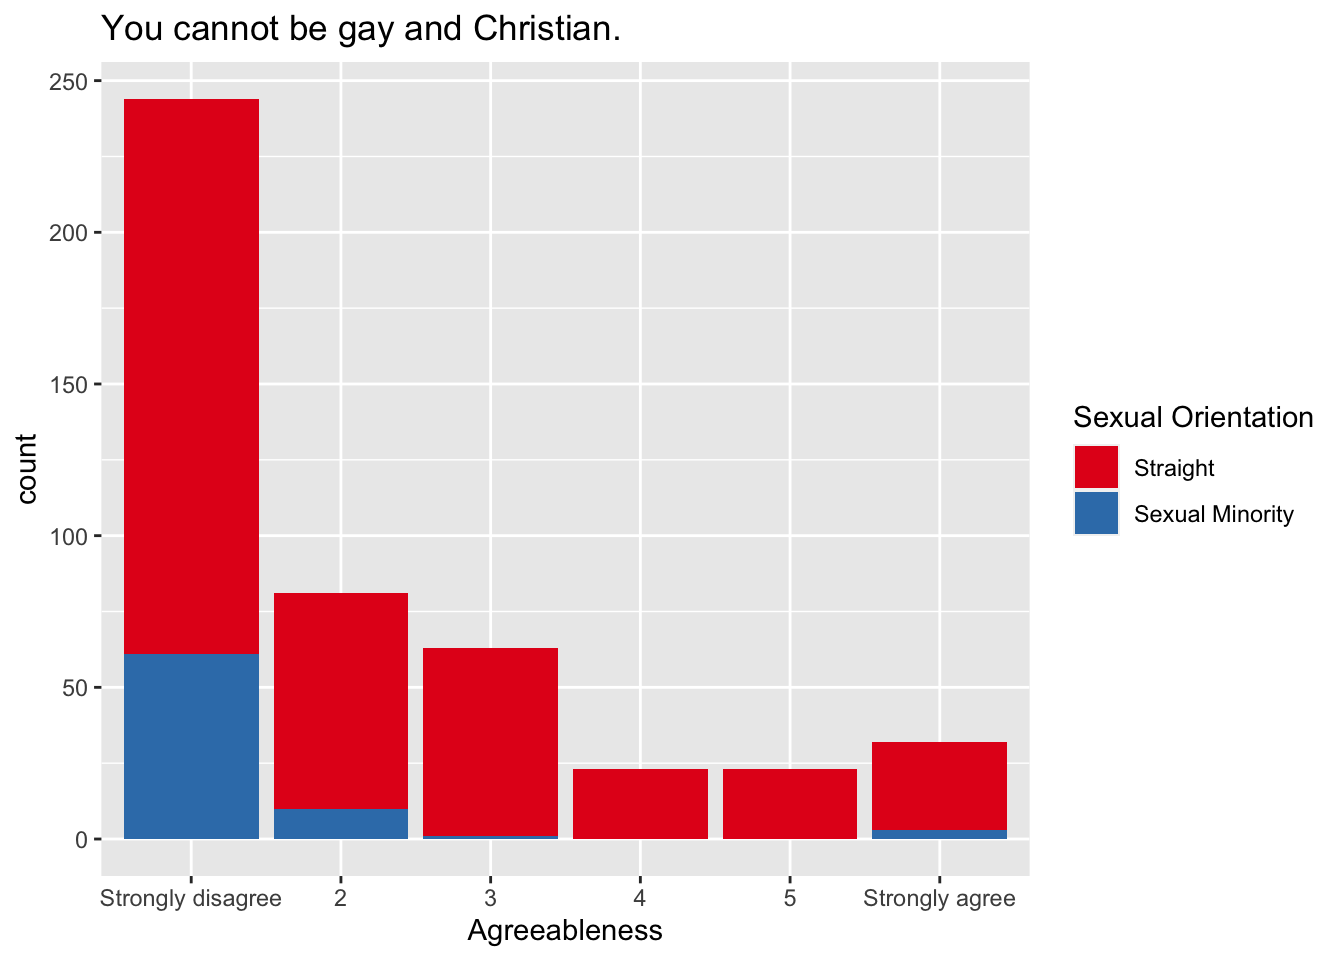 You cannot be gay and Christian.
250
200
150
100
50
0
count
Strongly disagree 2 3 4 5 Strongly agree
Agreeableness
Sexual Orientation
Straight
Sexual Minority